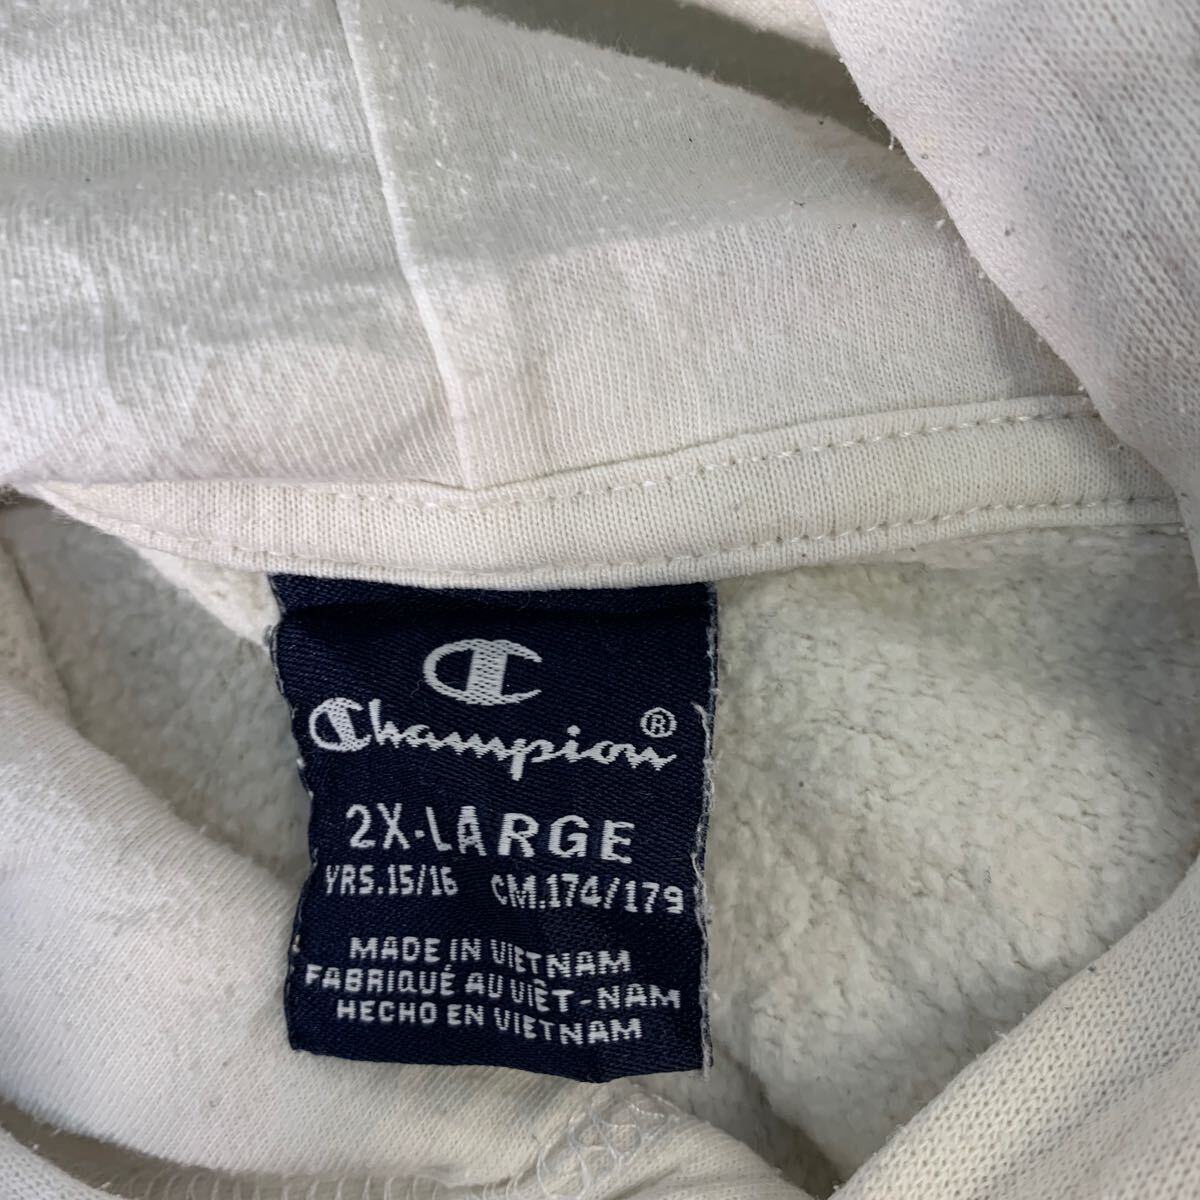 Champion®
2X-LARGE
YRS.15/16 CM.174/179
MADE IN VIETNAM
FABRIQUÉ AU VIÊT-NAM
HECHO EN VIETNAM